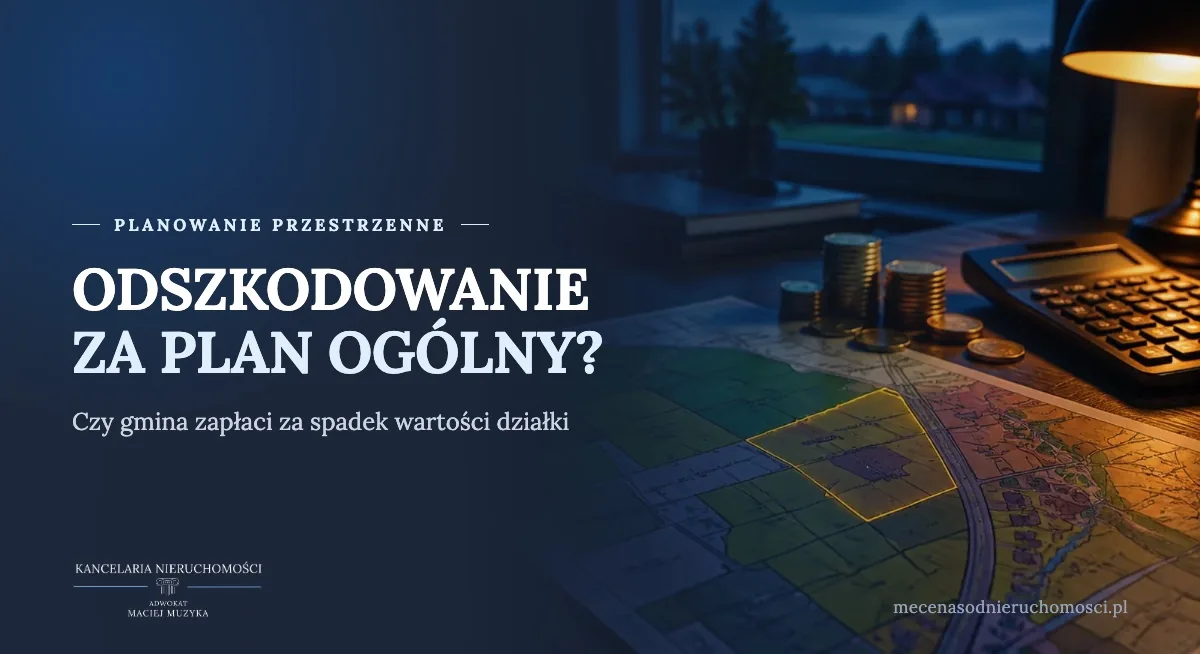 PLANOWANIE PRZESTRZENNE
ODSZKODOWANIE
ZA PLAN OGÓLNY?
Czy gmina zapłaci za spadek wartości działki
KANCELARIA NIERUCHOMOŚCI
ADWOKAT
MACIEJ MUZYKA
mecenasodnieruchomosci.pl